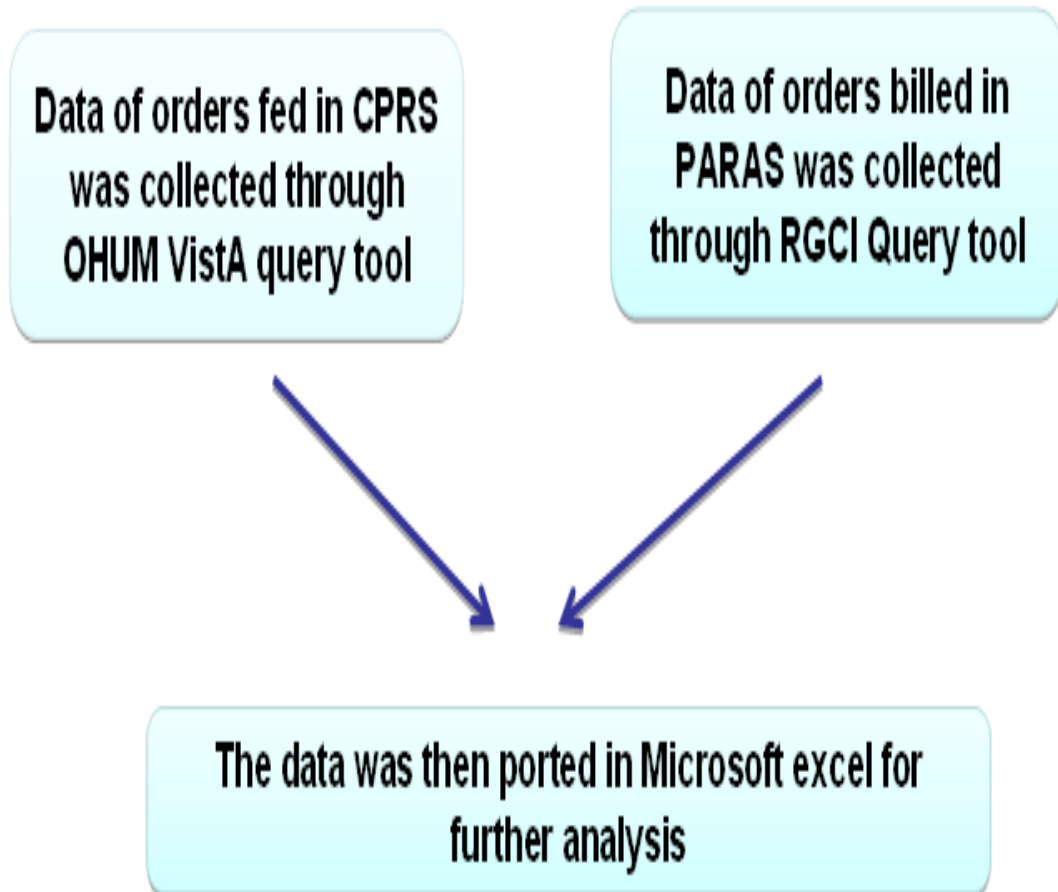 Data of orders fed in CPRS
was collected through
OHUM VistA query tool
Data of orders billed in
PARAS was collected
through RGCI Query tool
The data was then ported in Microsoft excel for
further analysis